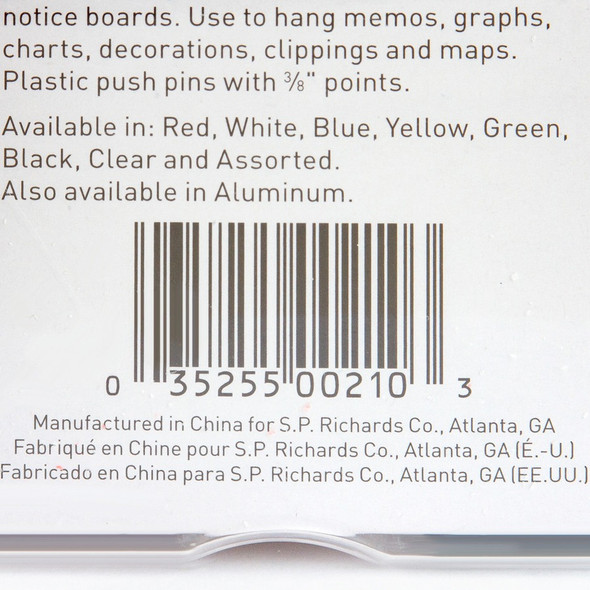 notice boards. Use to hang memos, graphs,
charts, decorations, clippings and maps.
Plastic push pins with ⅜" points.
Available in: Red, White, Blue, Yellow, Green,
Black, Clear and Assorted.
Also available in Aluminum.
0 35255 00210 3
Manufactured in China for S.P. Richards Co., Atlanta, GA
Fabriqué en Chine pour S.P. Richards Co., Atlanta, GA (É.-U.)
Fabricado en China para S.P. Richards Co., Atlanta, GA (EE.UU.)